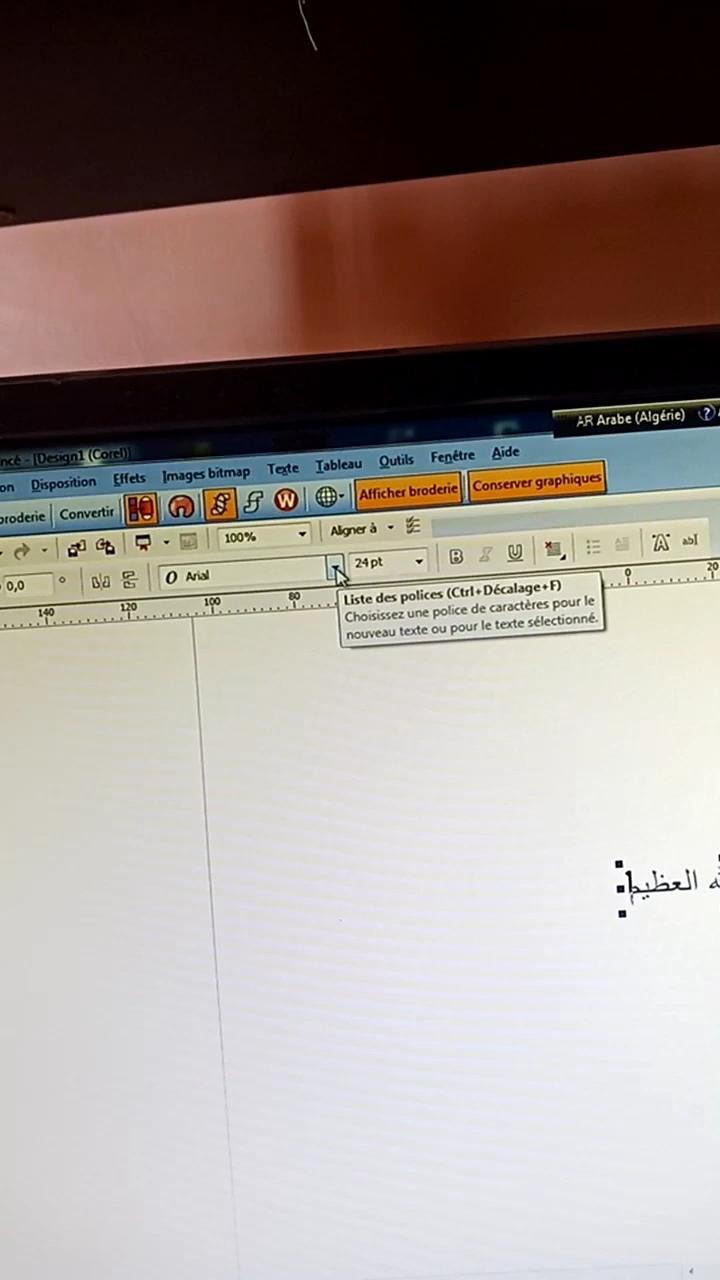 AR Arabe (Algérie)
ncé - [Design1 (Corel)]
on Disposition Effets Images bitmap Texte Tableau Outils Fenêtre Aide
broderie Convertir W Afficher broderie Conserver graphiques
100% Aligner à
0,0 ° O Arial 24pt B I U A ab
140 120 100 80 0 20
Liste des polices (Ctrl+Décalage+F)
Choisissez une police de caractères pour le
nouveau texte ou pour le texte sélectionné.
العظيم